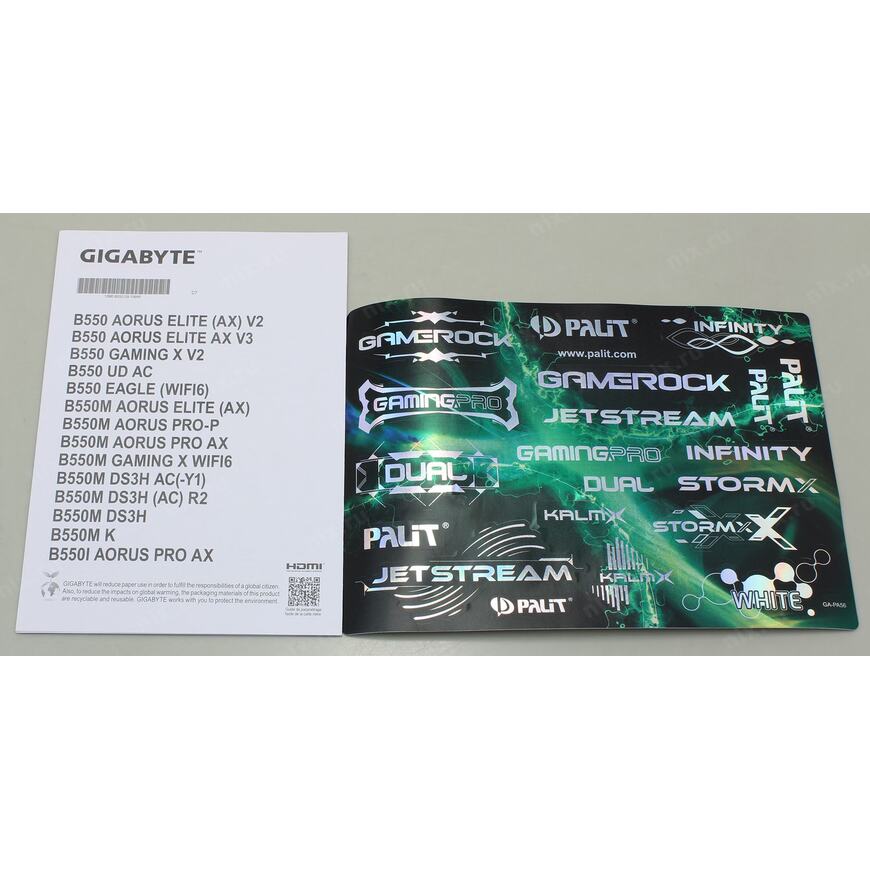 GIGABYTE™
B550 AORUS ELITE (AX) V2
B550 AORUS ELITE AX V3
B550 GAMING X V2
B550 UD AC
B550 EAGLE (WIFI6)
B550M AORUS ELITE (AX)
B550M AORUS PRO-P
B550M AORUS PRO AX
B550M GAMING X WIFI6
B550M DS3H AC(-Y1)
B550M DS3H (AC) R2
B550M DS3H
B550M K
B550I AORUS PRO AX
GIGABYTE will reduce paper use in order to fulfill the responsibilities of a global citizen.
Also, to reduce the impacts on global warming, the packaging materials of this product
are recyclable and reusable. GIGABYTE works with you to protect the environment.
HDMI
GAMEROCK
PALiT®
www.palit.com
INFINITY
GAMEROCK
PALiT®
PALiT®
GAMINGPRO
JETSTREAM
GAMINGPRO
INFINITY
DUAL
DUAL
STORMX
KALMX
STORMX
PALiT®
JETSTREAM
KALMX
PALiT®
WHITE
GA-PA56
nix.ru